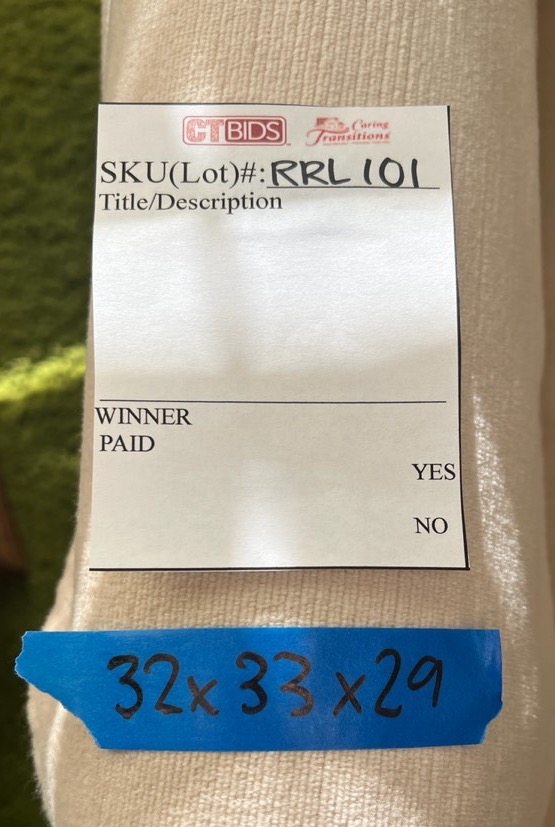 CTBIDS
Caring
Transitions
SKU(Lot)#: RRL101
Title/Description
WINNER
PAID
YES
NO
32x33x29